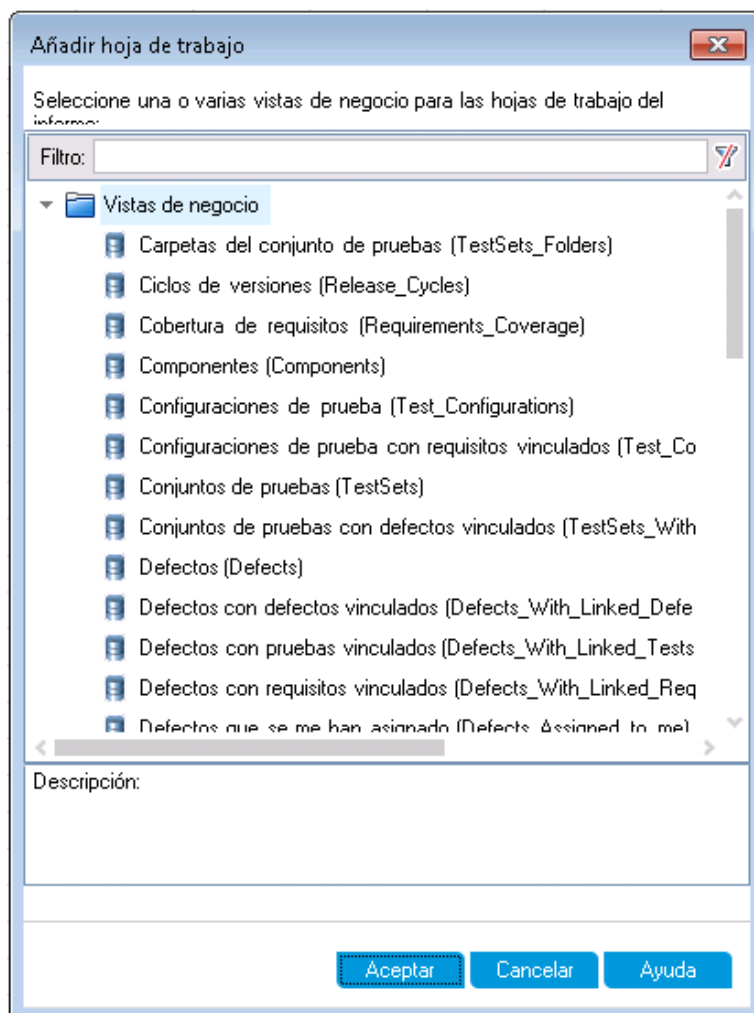 Añadir hoja de trabajo
Seleccione una o varias vistas de negocio para las hojas de trabajo del
informe:
Filtro:
Vistas de negocio
Carpetas del conjunto de pruebas (TestSets_Folders)
Ciclos de versiones (Release_Cycles)
Cobertura de requisitos (Requirements_Coverage)
Componentes (Components)
Configuraciones de prueba (Test_Configurations)
Configuraciones de prueba con requisitos vinculados (Test_Co
Conjuntos de pruebas (TestSets)
Conjuntos de pruebas con defectos vinculados (TestSets_With
Defectos (Defects)
Defectos con defectos vinculados (Defects_With_Linked_Defe
Defectos con pruebas vinculados (Defects_With_Linked_Tests
Defectos con requisitos vinculados (Defects_With_Linked_Req
Defectos que se me han asignado (Defects_Assigned_to_me)
Descripción:
Aceptar Cancelar Ayuda